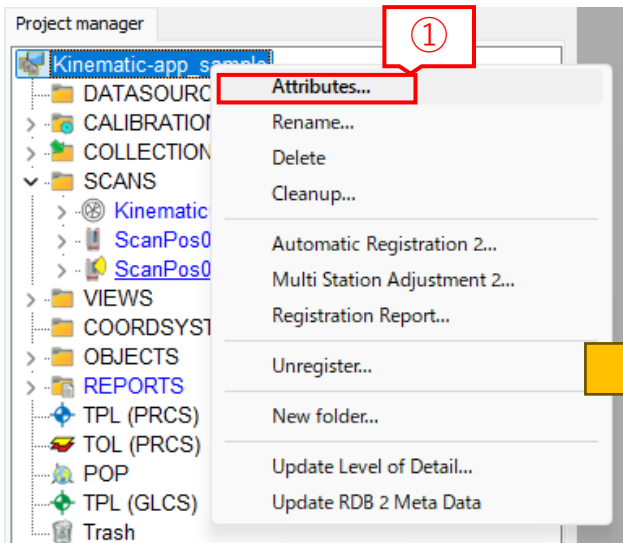 Project manager
①
Kinematic-app_sample
Attributes...
DATASOURC
Rename...
CALIBRATION
Delete
COLLECTION
Cleanup...
SCANS
Kinematic
Automatic Registration 2...
ScanPos0
Multi Station Adjustment 2...
ScanPos0
Registration Report...
VIEWS
COORDSYST
Unregister...
OBJECTS
REPORTS
New folder...
TPL (PRCS)
TOL (PRCS)
Update Level of Detail...
POP
Update RDB 2 Meta Data
TPL (GLCS)
Trash